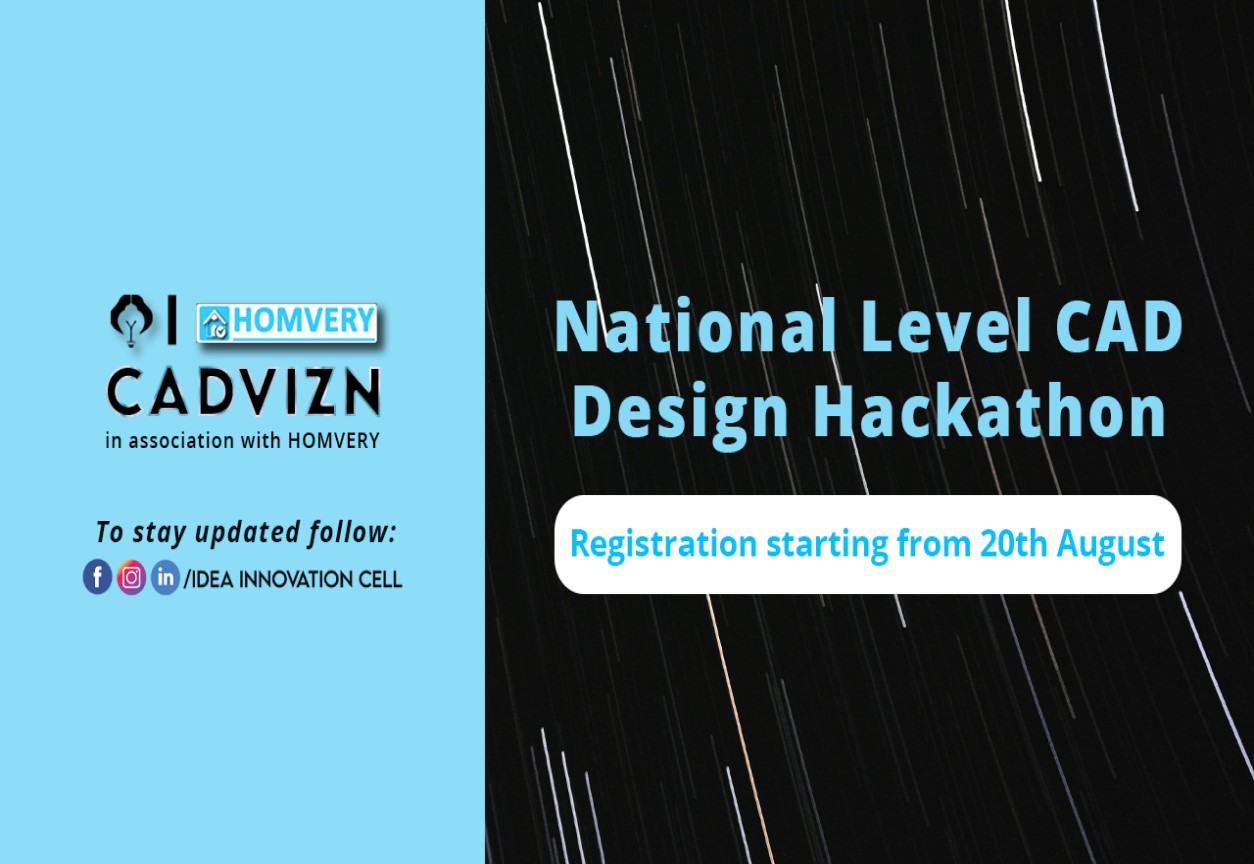 HOMVERY
CADVIZN
in association with HOMVERY
To stay updated follow:
/IDEA INNOVATION CELL
National Level CAD
Design Hackathon
Registration starting from 20th August